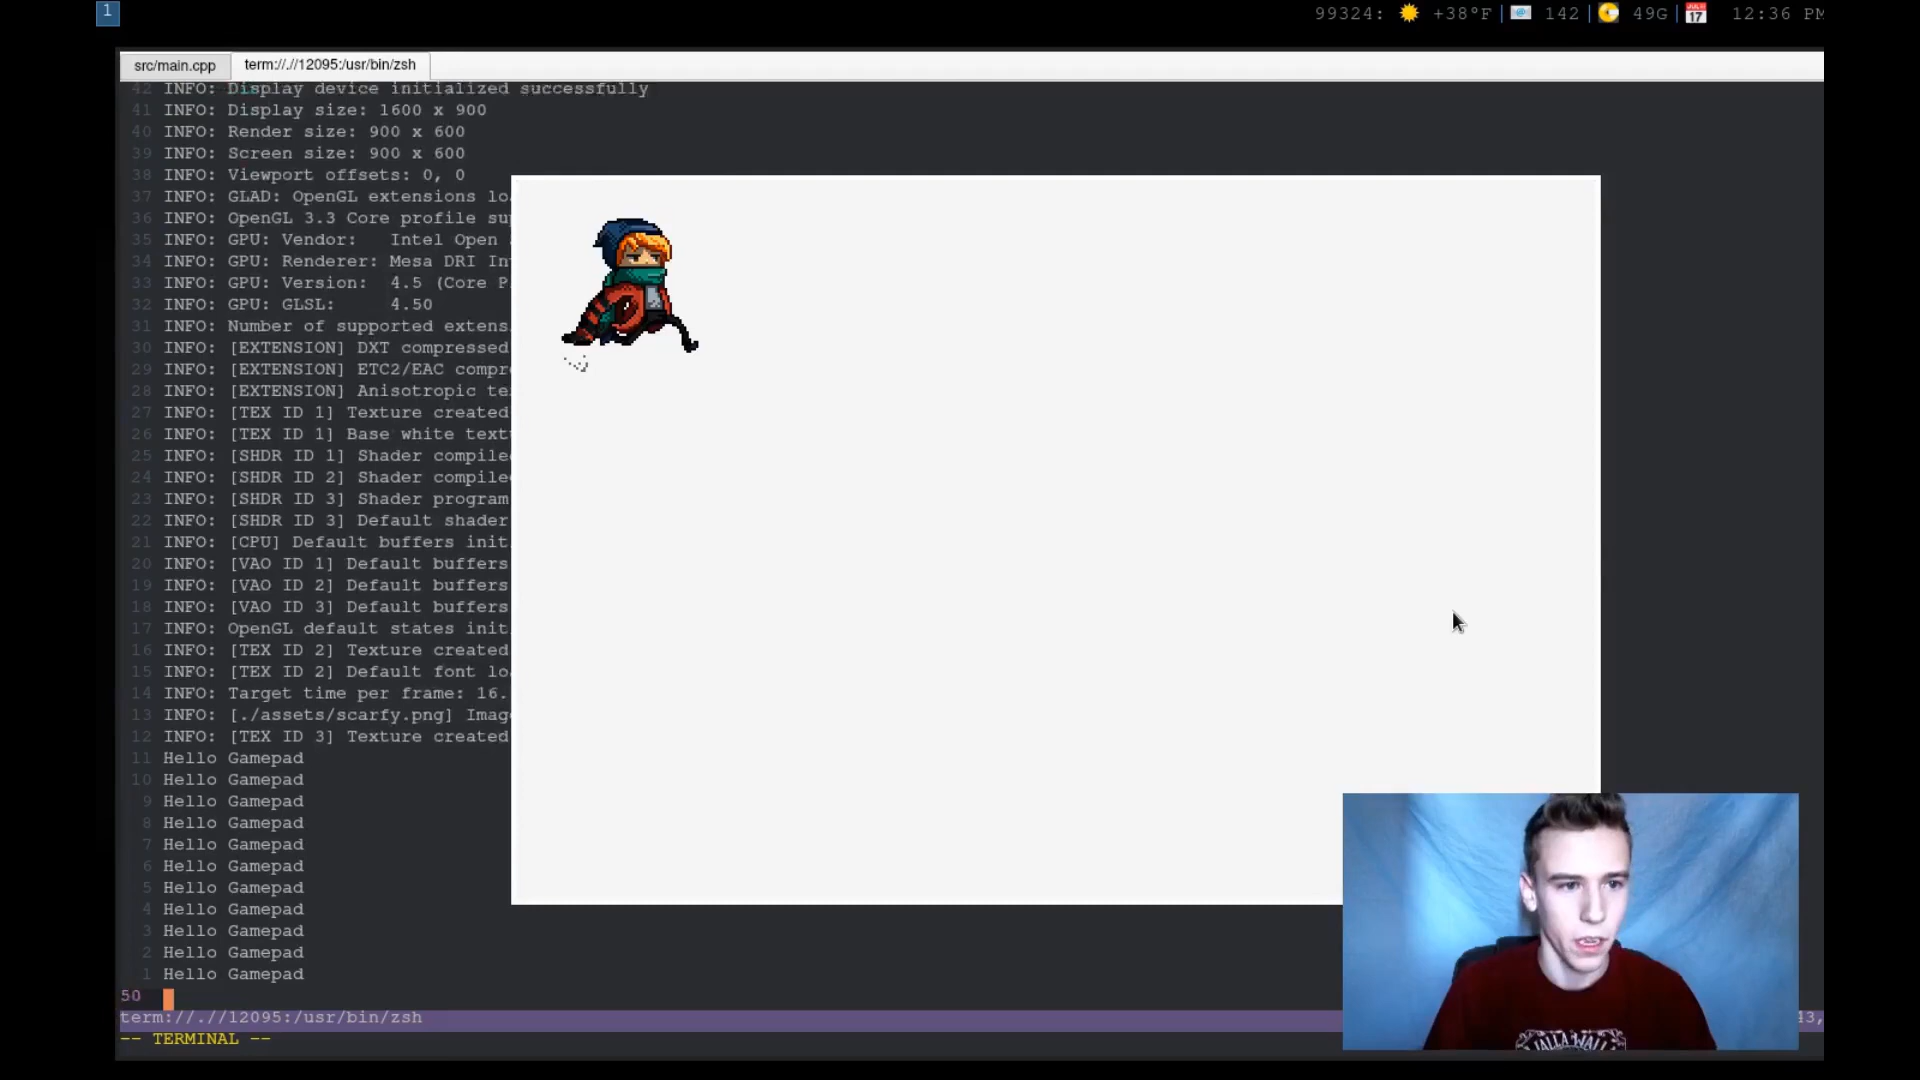 1
99324: +38°F | 142 | 49G | 12:36 PM
src/main.cpp
term://.//12095:/usr/bin/zsh
42 INFO: Display device initialized successfully
41 INFO: Display size: 1600 x 900
40 INFO: Render size: 900 x 600
39 INFO: Screen size: 900 x 600
38 INFO: Viewport offsets: 0, 0
37 INFO: GLAD: OpenGL extensions lo
36 INFO: OpenGL 3.3 Core profile su
35 INFO: GPU: Vendor: Intel Open
34 INFO: GPU: Renderer: Mesa DRI In
33 INFO: GPU: Version: 4.5 (Core P
32 INFO: GPU: GLSL: 4.50
31 INFO: Number of supported extens
30 INFO: [EXTENSION] DXT compressed
29 INFO: [EXTENSION] ETC2/EAC compr
28 INFO: [EXTENSION] Anisotropic te
27 INFO: [TEX ID 1] Texture created
26 INFO: [TEX ID 1] Base white text
25 INFO: [SHDR ID 1] Shader compile
24 INFO: [SHDR ID 2] Shader compile
23 INFO: [SHDR ID 3] Shader program
22 INFO: [SHDR ID 3] Default shader
21 INFO: [CPU] Default buffers init
20 INFO: [VAO ID 1] Default buffers
19 INFO: [VAO ID 2] Default buffers
18 INFO: [VAO ID 3] Default buffers
17 INFO: OpenGL default states init
16 INFO: [TEX ID 2] Texture created
15 INFO: [TEX ID 2] Default font lo
14 INFO: Target time per frame: 16.
13 INFO: [./assets/scarfy.png] Imag
12 INFO: [TEX ID 3] Texture created
11 Hello Gamepad
10 Hello Gamepad
9 Hello Gamepad
8 Hello Gamepad
7 Hello Gamepad
6 Hello Gamepad
5 Hello Gamepad
4 Hello Gamepad
3 Hello Gamepad
2 Hello Gamepad
1 Hello Gamepad
50
term://.//12095:/usr/bin/zsh
-- TERMINAL --